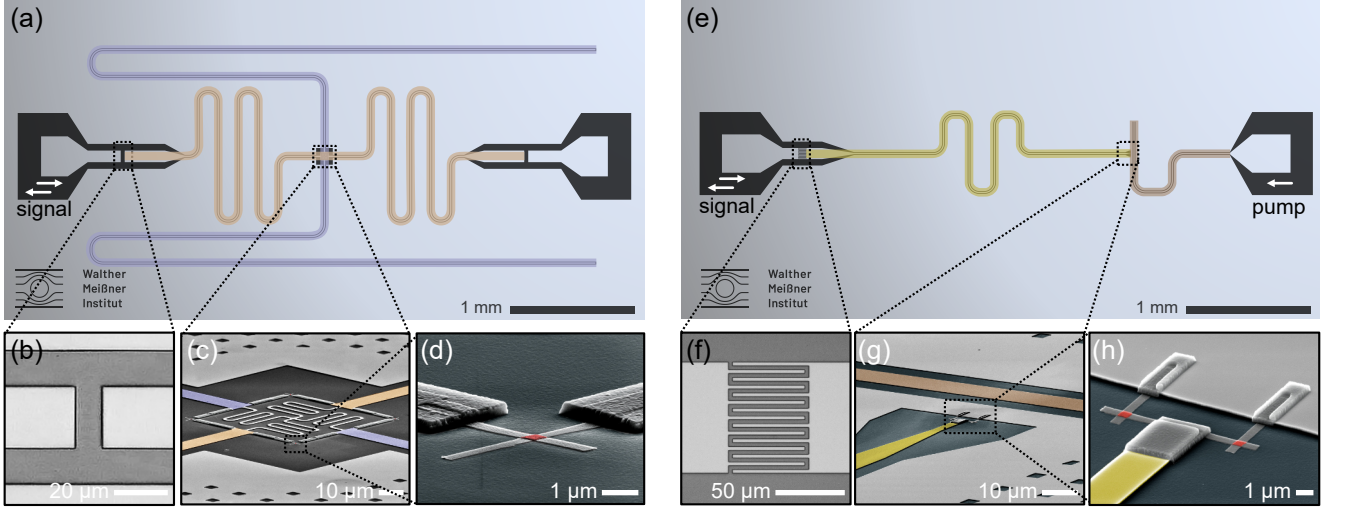 (a)
signal
Walther
Meißner
Institut
1 mm
(b)
20 µm
(c)
10 µm
(d)
1 µm
(e)
signal
pump
Walther
Meißner
Institut
1 mm
(f)
50 µm
(g)
10 µm
(h)
1 µm